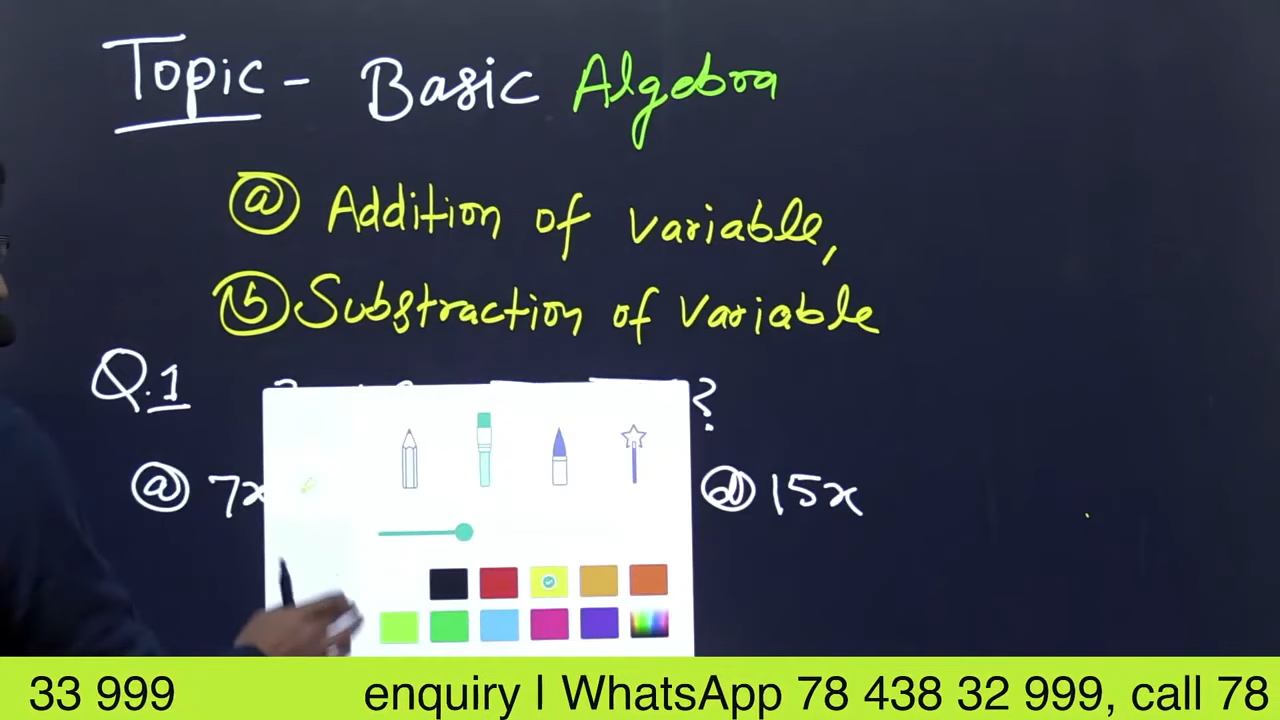 Topic - Basic Algebra
ⓐ Addition of variable,
ⓑ Substraction of variable
Q.1 ?
ⓐ 7x ⓓ 15x
33 999 enquiry | WhatsApp 78 438 32 999, call 78